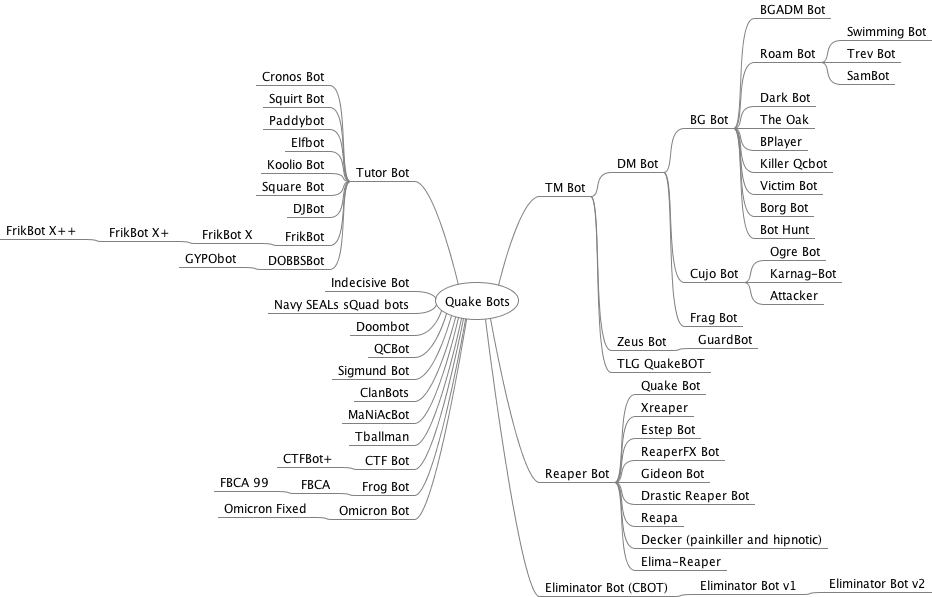 Quake Bots
Tutor Bot
Cronos Bot
Squirt Bot
Paddybot
Elfbot
Koolio Bot
Square Bot
DJBot
FrikBot
FrikBot X
FrikBot X+
FrikBot X++
DOBBSBot
GYPObot
Indecisive Bot
Navy SEALs sQuad bots
Doombot
QCBot
Sigmund Bot
ClanBots
MaNiAcBot
Tballman
CTF Bot
CTFBot+
Frog Bot
FBCA
FBCA 99
Omicron Bot
Omicron Fixed
TM Bot
DM Bot
BG Bot
BGADM Bot
Roam Bot
Swimming Bot
Trev Bot
SamBot
Dark Bot
The Oak
BPlayer
Killer Qcbot
Victim Bot
Borg Bot
Bot Hunt
Cujo Bot
Ogre Bot
Karnag-Bot
Attacker
Frag Bot
Zeus Bot
GuardBot
TLG QuakeBOT
Reaper Bot
Quake Bot
Xreaper
Estep Bot
ReaperFX Bot
Gideon Bot
Drastic Reaper Bot
Reapa
Decker (painkiller and hipnotic)
Elima-Reaper
Eliminator Bot (CBOT)
Eliminator Bot v1
Eliminator Bot v2